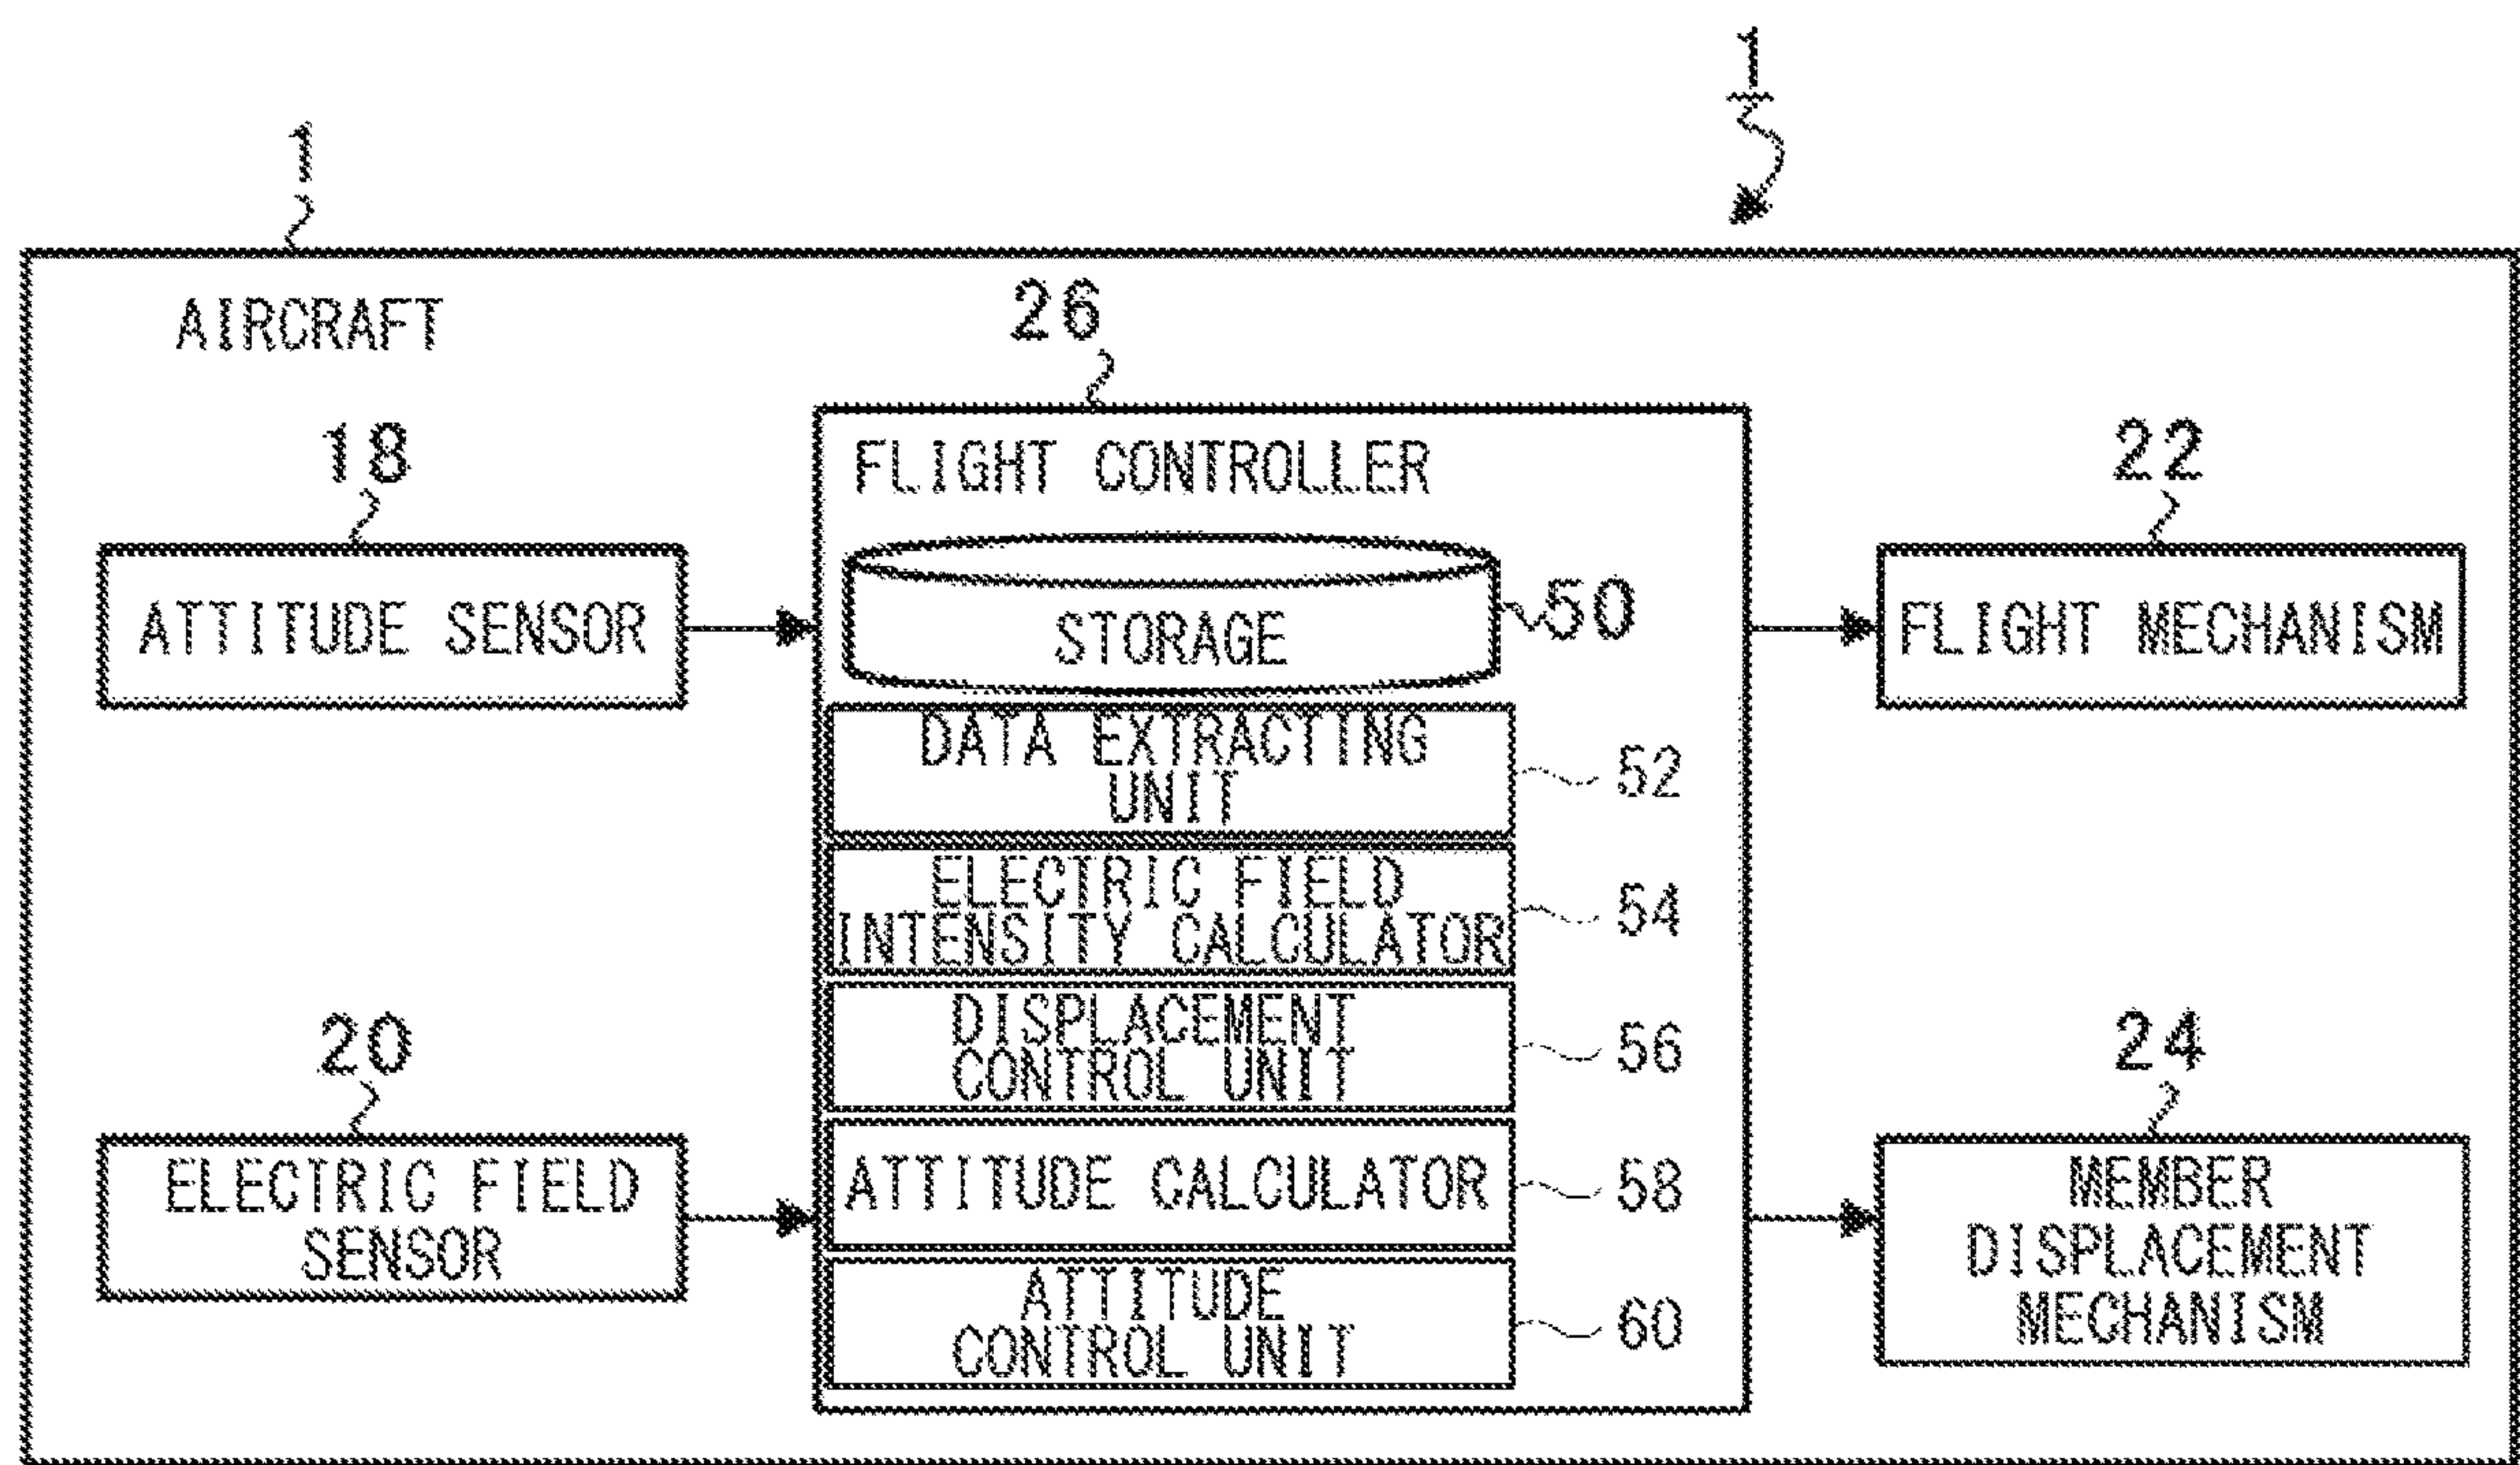 1
1
AIRCRAFT
26
18
FLIGHT CONTROLLER
22
ATTITUDE SENSOR
STORAGE
50
FLIGHT MECHANISM
DATA EXTRACTING
UNIT
52
ELECTRIC FIELD
INTENSITY CALCULATOR
54
DISPLACEMENT
CONTROL UNIT
56
20
24
ELECTRIC FIELD
SENSOR
ATTITUDE CALCULATOR
58
MEMBER
DISPLACEMENT
MECHANISM
ATTITUDE
CONTROL UNIT
60